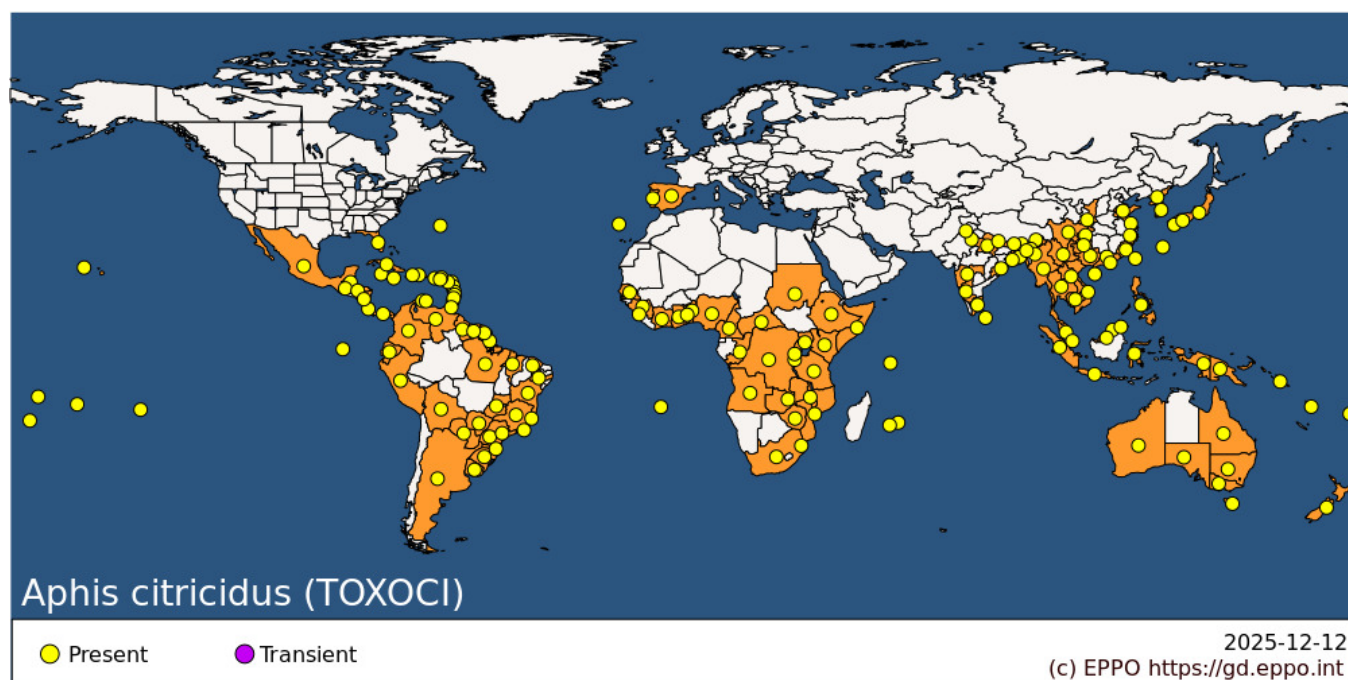 Aphis citricidus (TOXOCI)
Present
Transient
2025-12-12
(c) EPPO https://gd.eppo.int